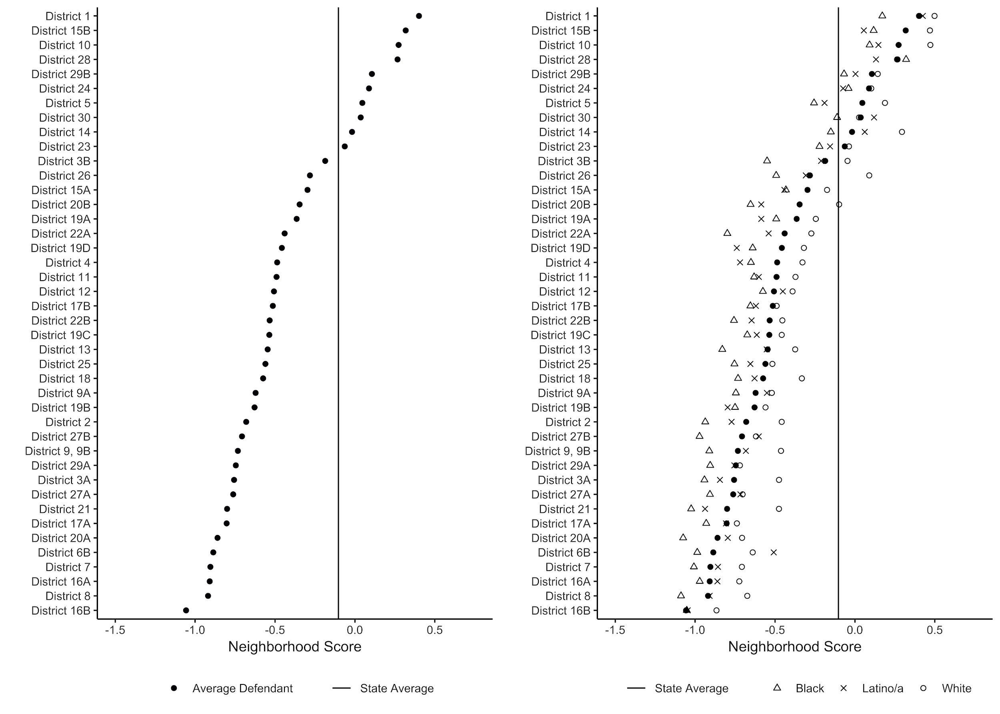 District 1
District 15B
District 10
District 28
District 29B
District 24
District 5
District 30
District 14
District 23
District 3B
District 26
District 15A
District 20B
District 19A
District 22A
District 19D
District 4
District 11
District 12
District 17B
District 22B
District 19C
District 13
District 25
District 18
District 9A
District 19B
District 2
District 27B
District 9, 9B
District 29A
District 3A
District 27A
District 21
District 17A
District 20A
District 6B
District 7
District 16A
District 8
District 16B
-1.5 -1.0 -0.5 0.0 0.5
Neighborhood Score
Average Defendant State Average
District 1
District 15B
District 10
District 28
District 29B
District 24
District 5
District 30
District 14
District 23
District 3B
District 26
District 15A
District 20B
District 19A
District 22A
District 19D
District 4
District 11
District 12
District 17B
District 22B
District 19C
District 13
District 25
District 18
District 9A
District 19B
District 2
District 27B
District 9, 9B
District 29A
District 3A
District 27A
District 21
District 17A
District 20A
District 6B
District 7
District 16A
District 8
District 16B
-1.5 -1.0 -0.5 0.0 0.5
Neighborhood Score
State Average Black Latino/a White